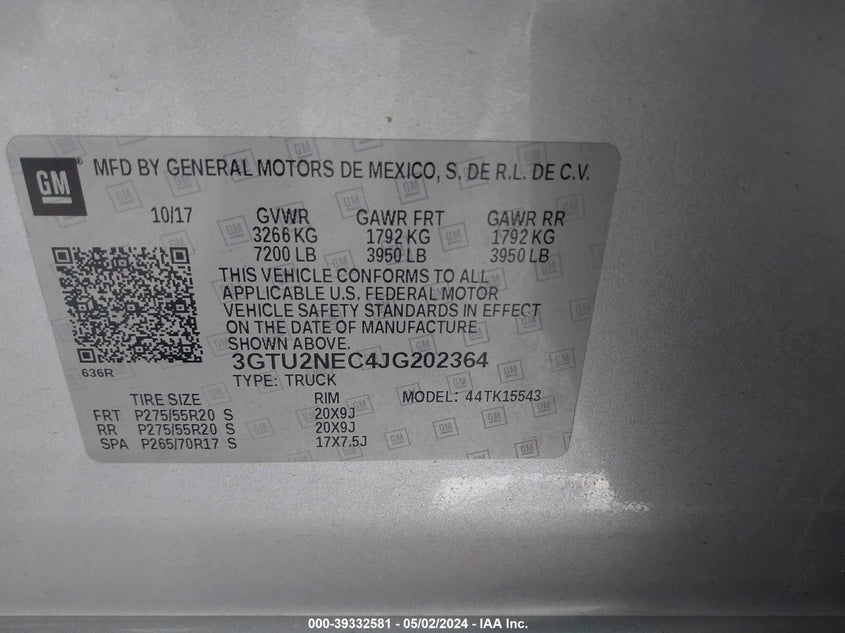 GM® MFD BY GENERAL MOTORS DE MEXICO, S. DE R.L. DE C.V.
10/17 GVWR GAWR FRT GAWR RR
3266 KG 1792 KG 1792 KG
7200 LB 3950 LB 3950 LB
THIS VEHICLE CONFORMS TO ALL
APPLICABLE U.S. FEDERAL MOTOR
VEHICLE SAFETY STANDARDS IN EFFECT
ON THE DATE OF MANUFACTURE
SHOWN ABOVE.
3GTU2NEC4JG202364
636R
TYPE: TRUCK
TIRE SIZE RIM MODEL: 44TK15543
FRT P275/55R20 S 20X9J
RR P275/55R20 S 20X9J
SPA P265/70R17 S 17X7.5J
000-39332581 - 05/02/2024 - IAA Inc.